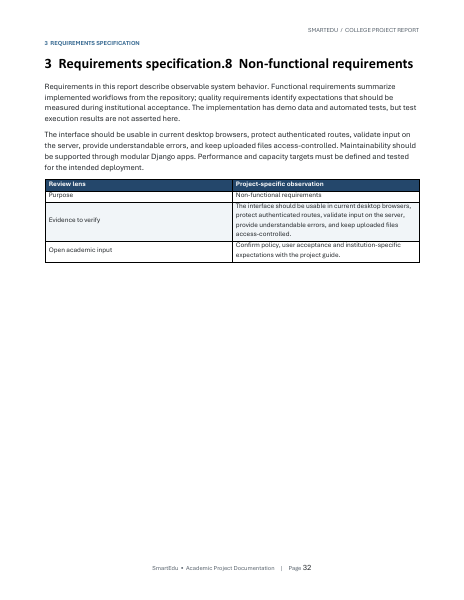 SMARTEDU / COLLEGE PROJECT REPORT
3 REQUIREMENTS SPECIFICATION
3 Requirements specification.8 Non-functional requirements
Requirements in this report describe observable system behavior. Functional requirements summarize
implemented workflows from the repository; quality requirements identify expectations that should be
measured during institutional acceptance. The implementation has demo data and automated tests, but test
execution results are not asserted here.
The interface should be usable in current desktop browsers, protect authenticated routes, validate input on
the server, provide understandable errors, and keep uploaded files access-controlled. Maintainability should
be supported through modular Django apps. Performance and capacity targets must be defined and tested
for the intended deployment.
Review lens Project-specific observation
Purpose Non-functional requirements
Evidence to verify
The interface should be usable in current desktop browsers,
protect authenticated routes, validate input on the server,
provide understandable errors, and keep uploaded files
access-controlled.
Open academic input
Confirm policy, user acceptance and institution-specific
expectations with the project guide.
SmartEdu • Academic Project Documentation | Page 32